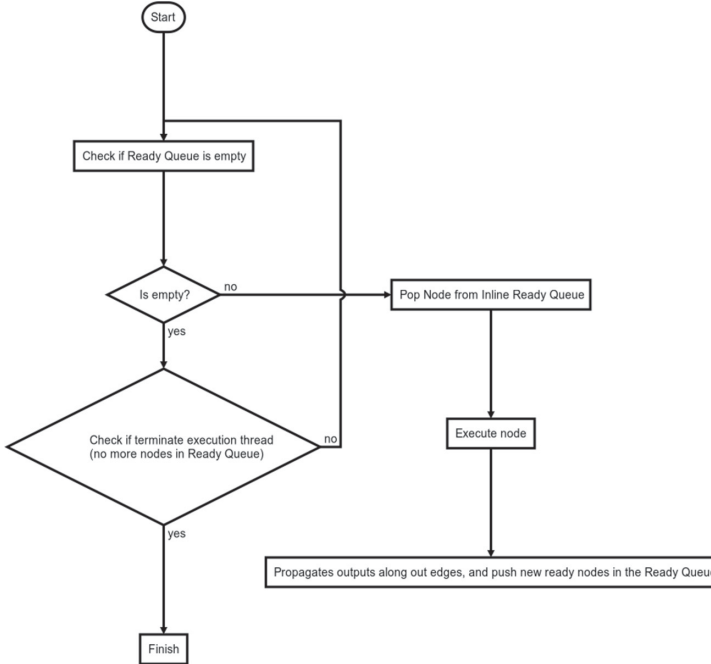 Start
Check if Ready Queue is empty
Is empty?
no
Pop Node from Inline Ready Queue
yes
Check if terminate execution thread
(no more nodes in Ready Queue)
no
Execute node
yes
Propagates outputs along out edges, and push new ready nodes in the Ready Queue
Finish